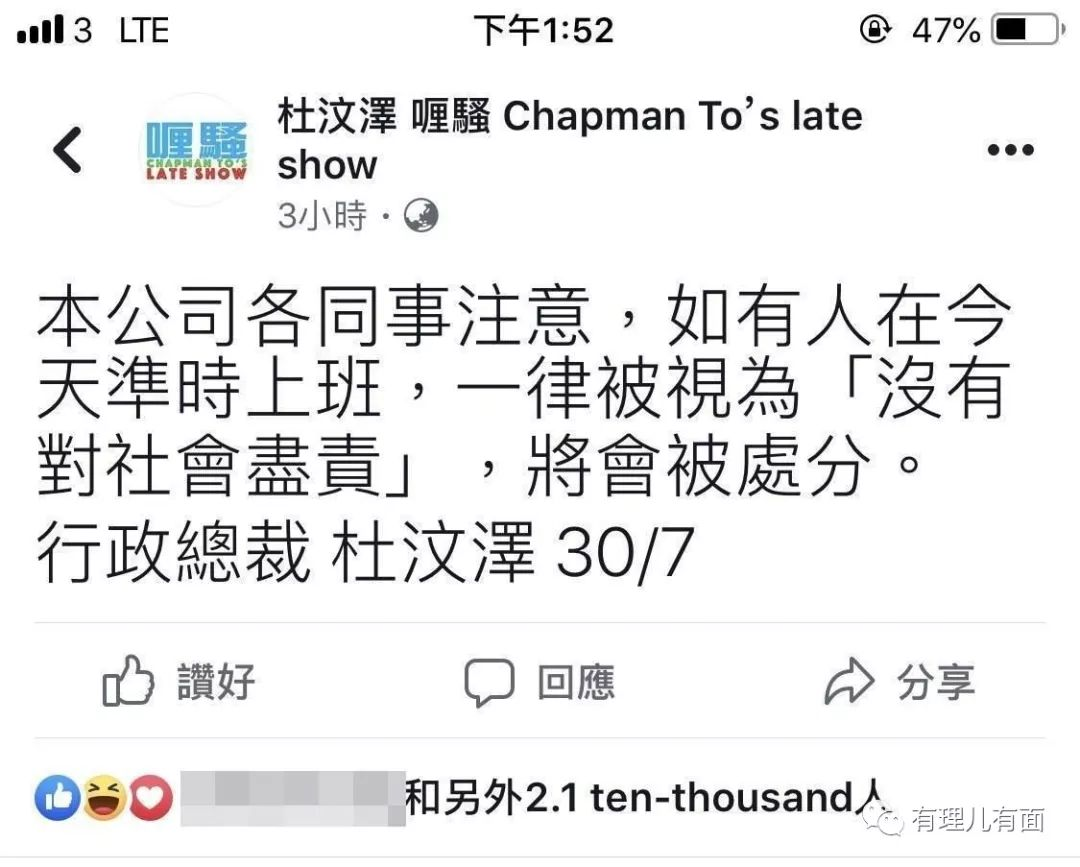 3 LTE 下午1:52 47%
喱騷
CHAPMAN TO'S
LATE SHOW
杜汶澤 喱騷 Chapman To's late
show
3小時 ·
本公司各同事注意，如有人在今
天準時上班，一律被視為「沒有
對社會盡責」，將會被處分。
行政總裁 杜汶澤 30/7
讚好 回應 分享
和另外2.1 ten-thousand人
有理儿有面